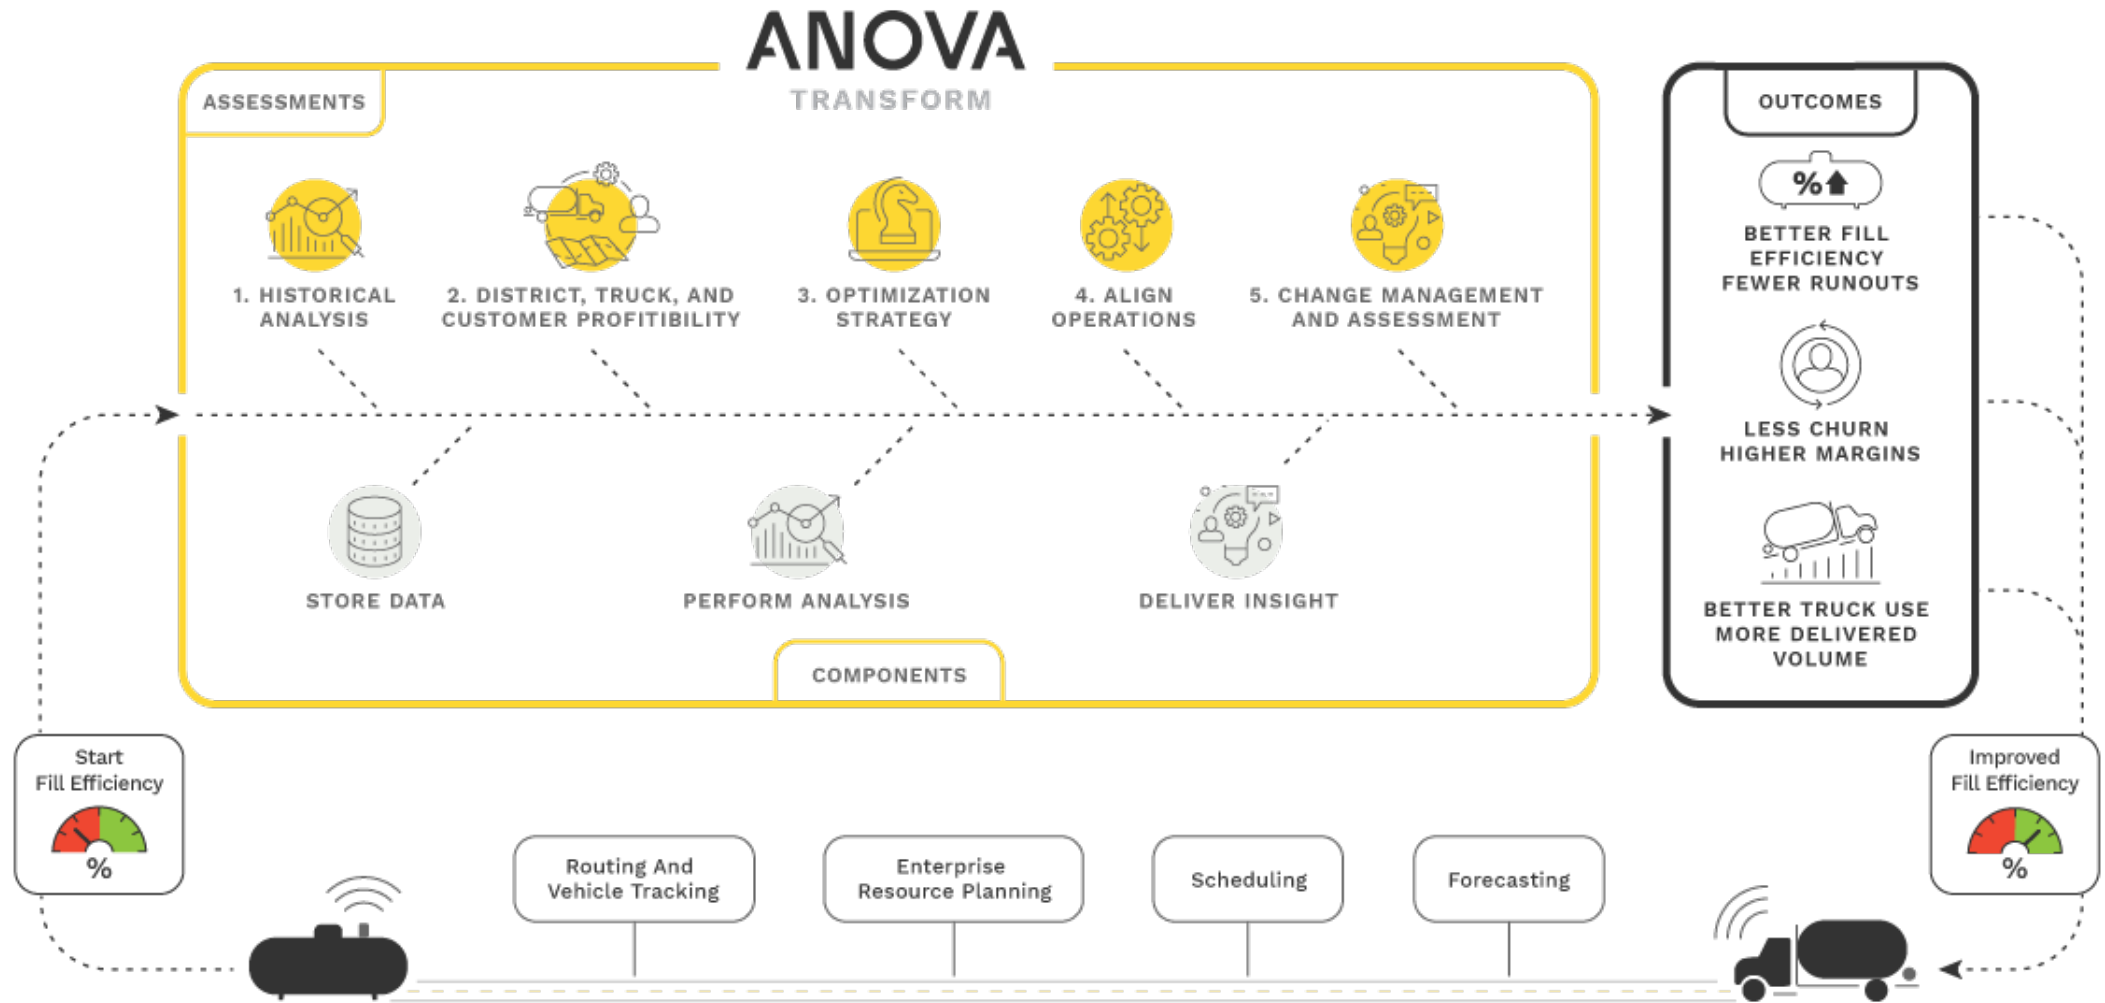 ANOVA
TRANSFORM
ASSESSMENTS
1. HISTORICAL
ANALYSIS
2. DISTRICT, TRUCK, AND
CUSTOMER PROFITIBILITY
3. OPTIMIZATION
STRATEGY
4. ALIGN
OPERATIONS
5. CHANGE MANAGEMENT
AND ASSESSMENT
STORE DATA
PERFORM ANALYSIS
DELIVER INSIGHT
COMPONENTS
OUTCOMES
%
BETTER FILL
EFFICIENCY
FEWER RUNOUTS
LESS CHURN
HIGHER MARGINS
BETTER TRUCK USE
MORE DELIVERED
VOLUME
Start
Fill Efficiency
%
Routing And
Vehicle Tracking
Enterprise
Resource Planning
Scheduling
Forecasting
Improved
Fill Efficiency
%